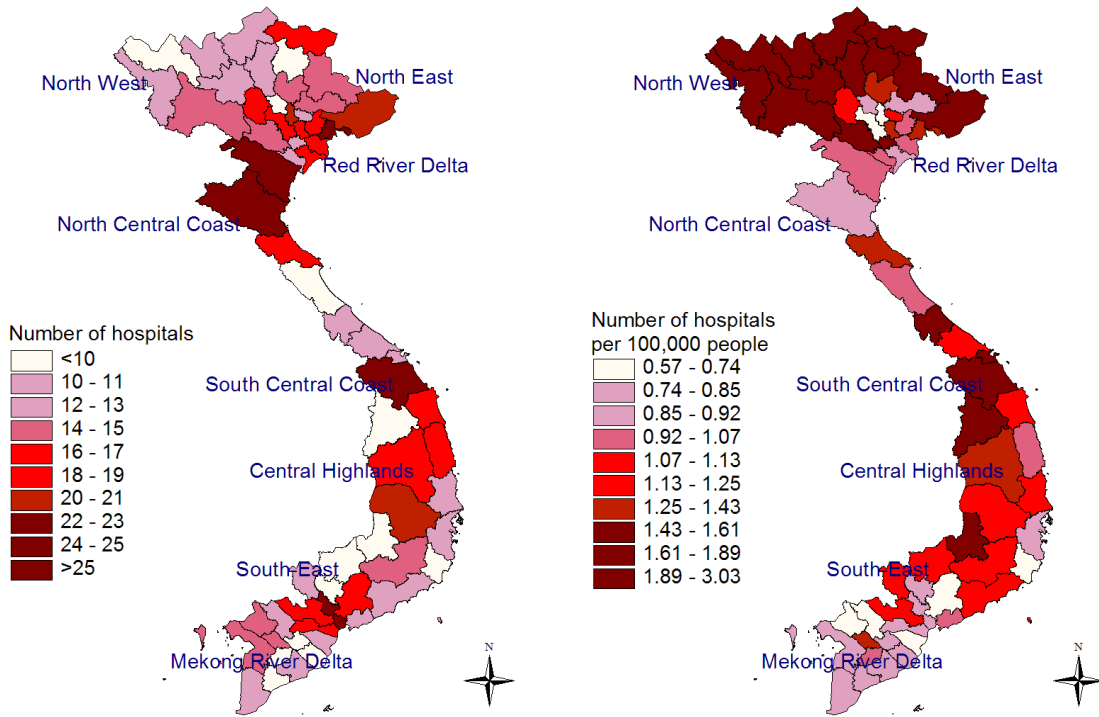 North West
North East
Red River Delta
North Central Coast
Number of hospitals
<10
10 - 11
12 - 13
14 - 15
16 - 17
18 - 19
20 - 21
22 - 23
24 - 25
>25
South Central Coast
Central Highlands
South-East
Mekong River Delta
N
North West
North East
Red River Delta
North Central Coast
Number of hospitals
per 100,000 people
0.57 - 0.74
0.74 - 0.85
0.85 - 0.92
0.92 - 1.07
1.07 - 1.13
1.13 - 1.25
1.25 - 1.43
1.43 - 1.61
1.61 - 1.89
1.89 - 3.03
South Central Coast
Central Highlands
South-East
Mekong River Delta
N